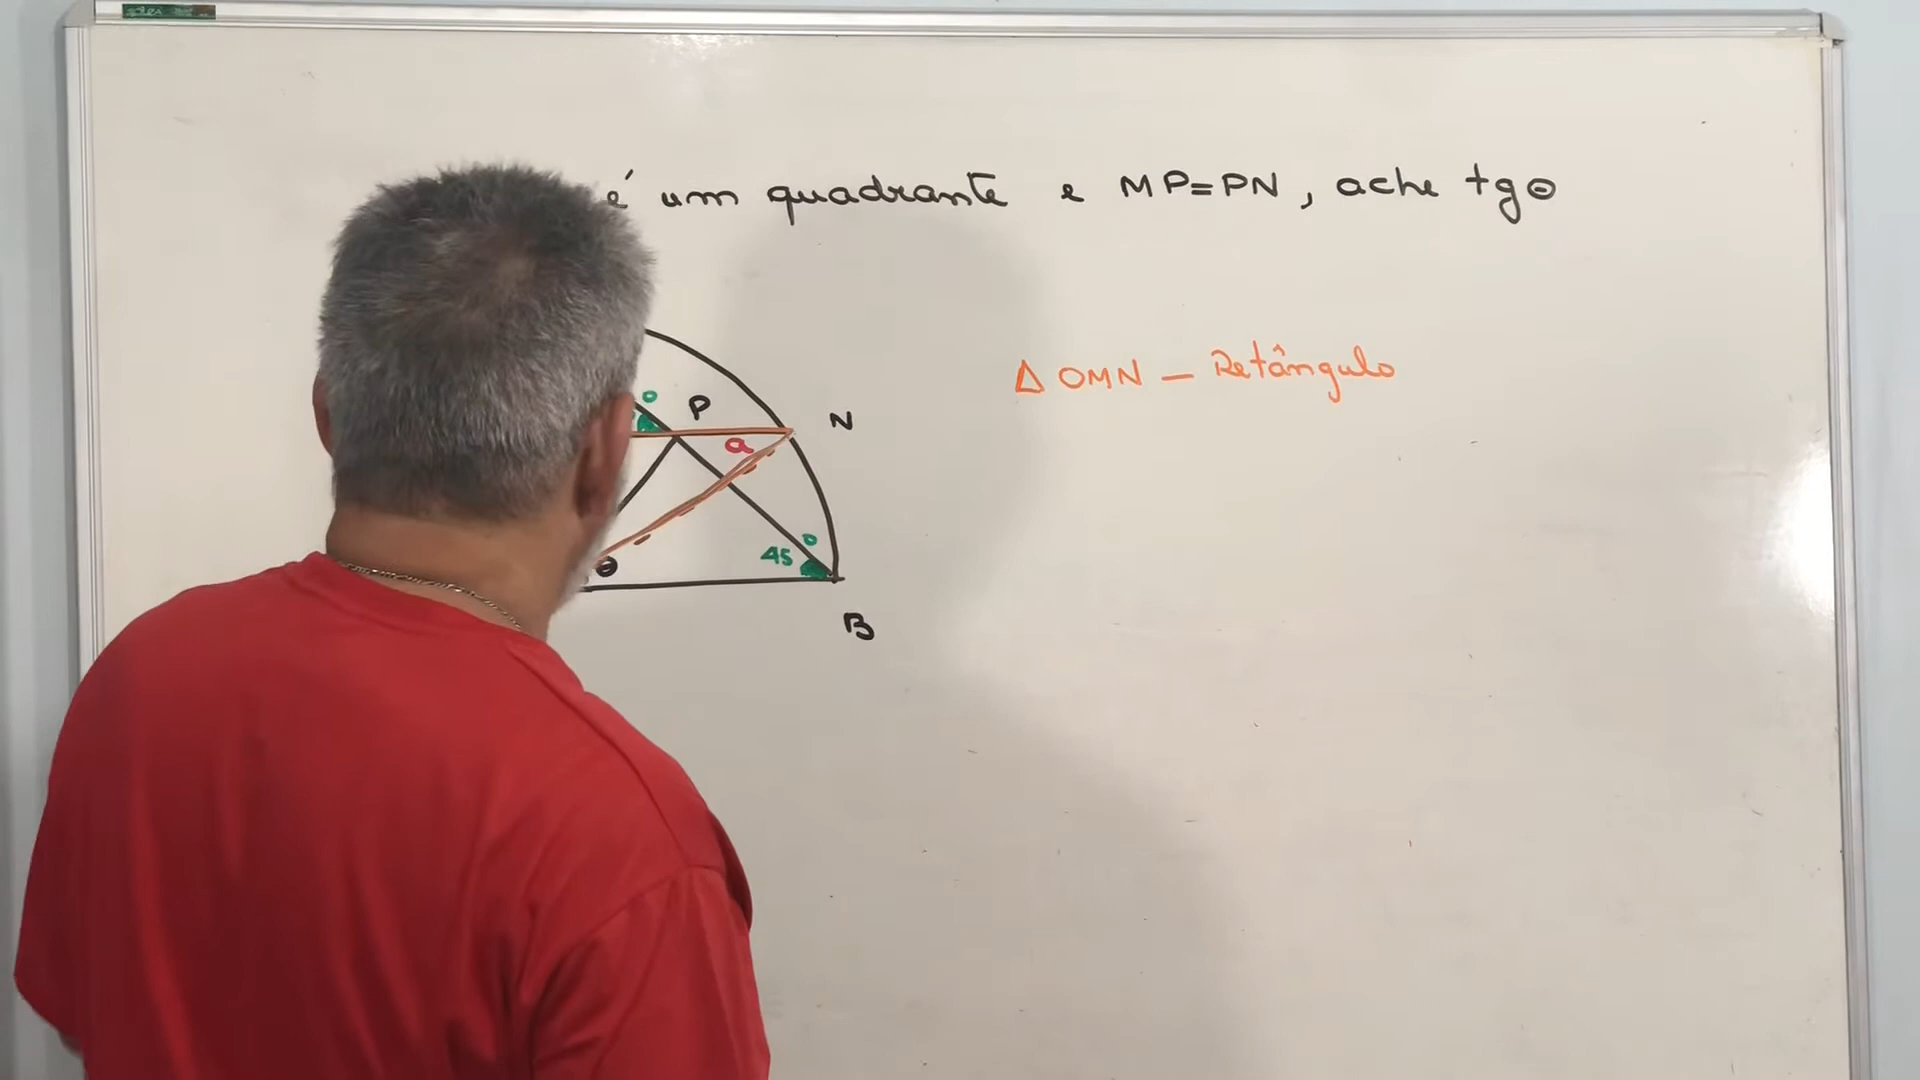 é um quadrante e MP=PN, ache tgθ
Δ OMN – Retângulo
P
N
a
45°
θ
B